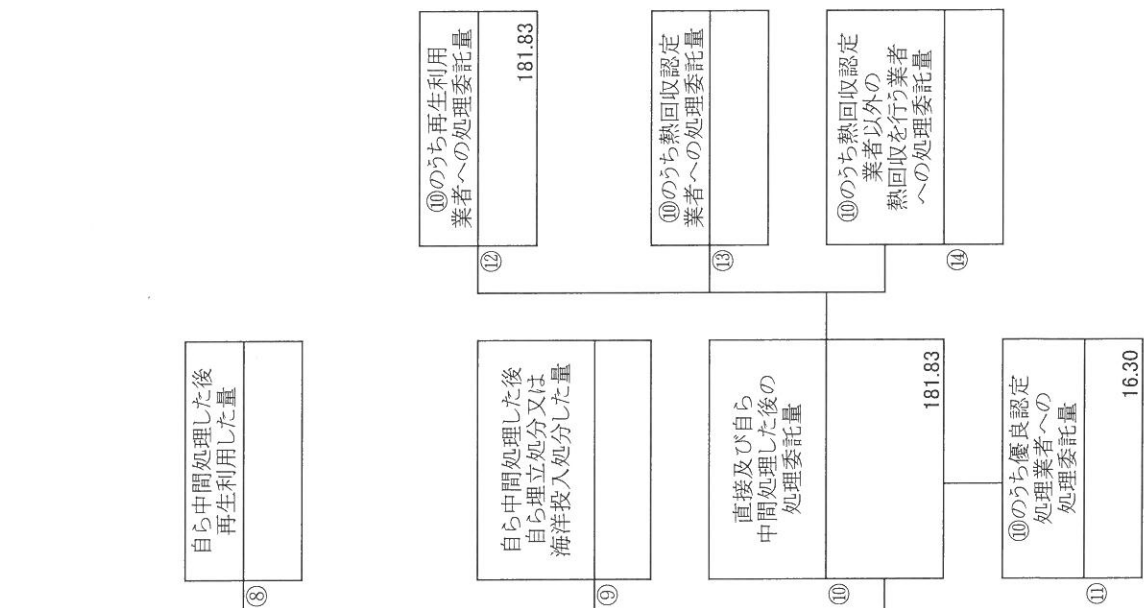 自ら中間処理した後
再生利用した量
⑧
自ら中間処理した後
自ら埋立処分又は
海洋投入処分した量
⑨
直接及び自ら
中間処理した後の
処理委託量
181.83
⑩
⑩のうち優良認定
処理業者への
処理委託量
16.30
⑪
⑩のうち再生利用
業者への処理委託量
181.83
⑫
⑩のうち熱回収認定
業者への処理委託量
⑬
⑩のうち熱回収認定
業者以外の
熱回収を行う業者
への処理委託量
⑭